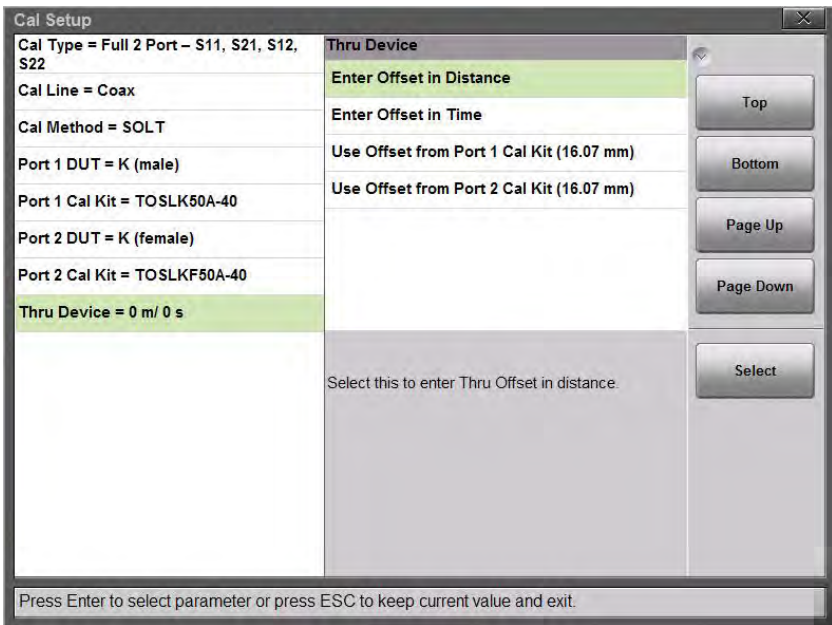 Cal Setup
Cal Type = Full 2 Port – S11, S21, S12,
S22
Cal Line = Coax
Cal Method = SOLT
Port 1 DUT = K (male)
Port 1 Cal Kit = TOSLK50A-40
Port 2 DUT = K (female)
Port 2 Cal Kit = TOSLKF50A-40
Thru Device = 0 m/ 0 s
Thru Device
Enter Offset in Distance
Enter Offset in Time
Use Offset from Port 1 Cal Kit (16.07 mm)
Use Offset from Port 2 Cal Kit (16.07 mm)
Select this to enter Thru Offset in distance.
Top
Bottom
Page Up
Page Down
Select
Press Enter to select parameter or press ESC to keep current value and exit.